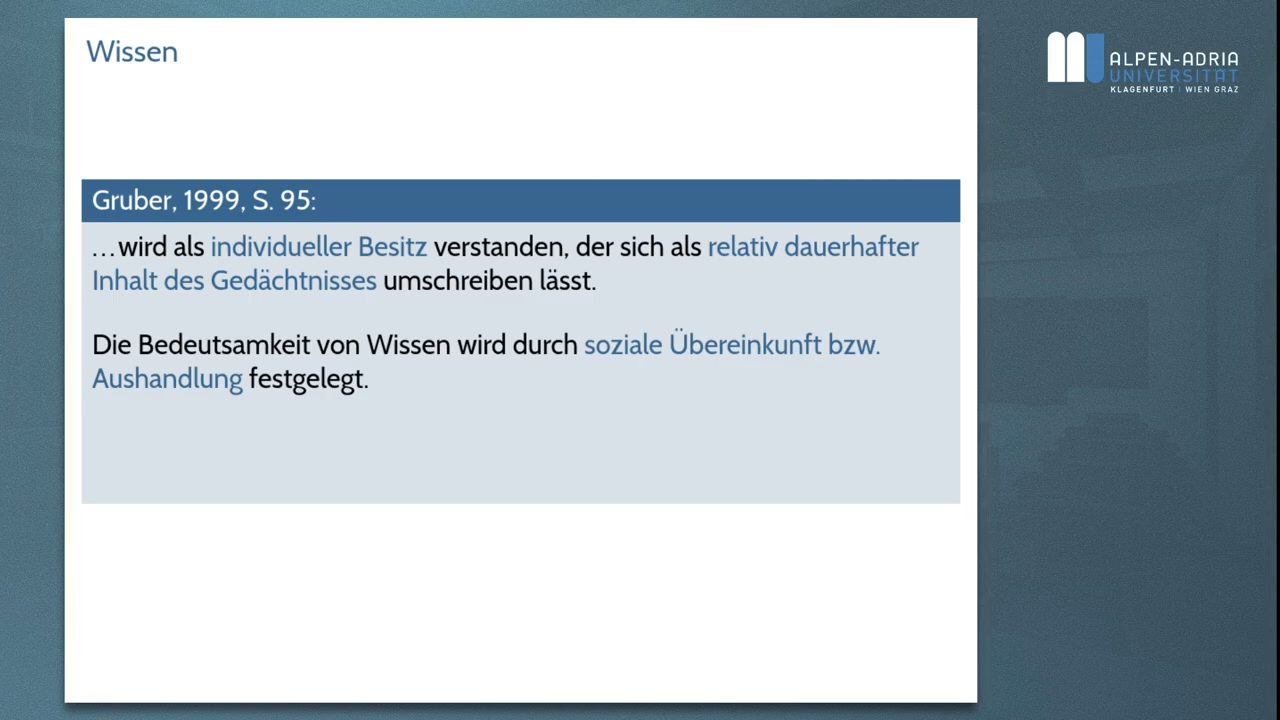 Wissen
ALPEN-ADRIA
UNIVERSITÄT
KLAGENFURT | WIEN GRAZ
Gruber, 1999, S. 95:
…wird als individueller Besitz verstanden, der sich als relativ dauerhafter
Inhalt des Gedächtnisses umschreiben lässt.
Die Bedeutsamkeit von Wissen wird durch soziale Übereinkunft bzw.
Aushandlung festgelegt.